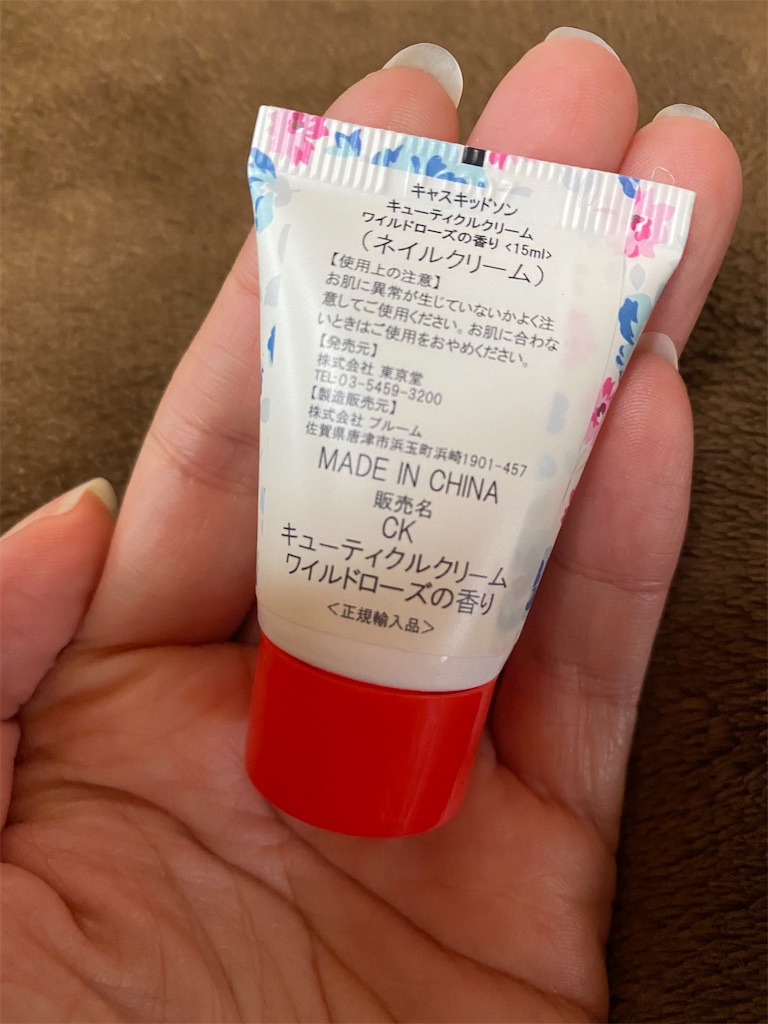 キャスキッドソン
キューティクルクリーム
ワイルドローズの香り <15ml>
(ネイルクリーム)
【使用上の注意】
お肌に異常が生じていないかよく注
意してご使用ください。お肌に合わな
いときはご使用をおやめください。
【発売元】
株式会社 東京堂
TEL:03-5459-3200
【製造販売元】
株式会社 ブルーム
佐賀県唐津市浜玉町浜崎1901-457
MADE IN CHINA
販売名
CK
キューティクルクリーム
ワイルドローズの香り
<正規輸入品>